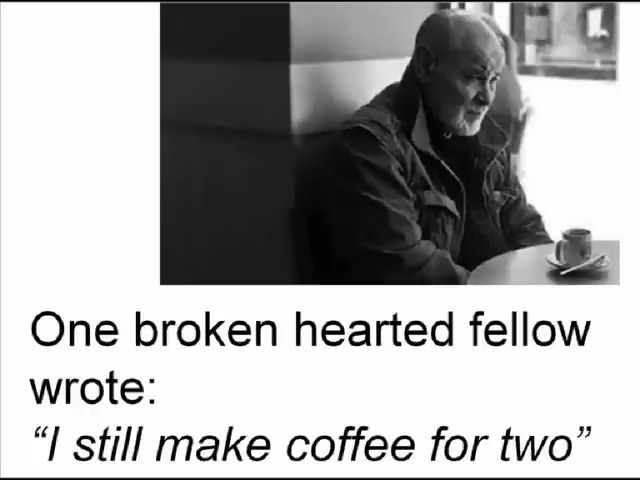 One broken hearted fellow
wrote:
“I still make coffee for two”